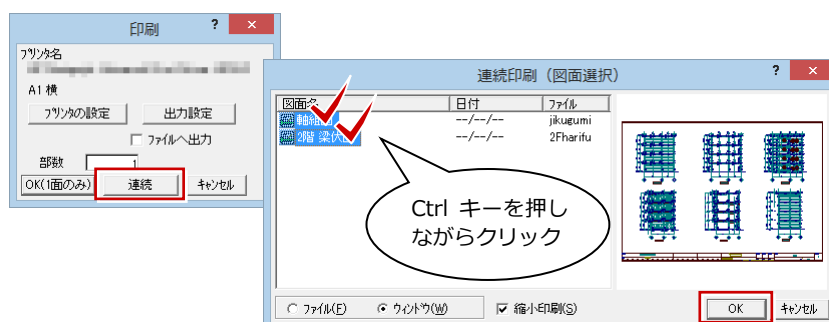 印刷
?
×
プリンタ名
A1 横
プリンタの設定
出力設定
ファイルへ出力
部数
1
OK(1面のみ)
連続
キャンセル
連続印刷（図面選択）
?
×
図面名
日付
ファイル
軸組
--/--/--
jikugumi
2階 梁伏
--/--/--
2Fharifu
Ctrl キーを押し
ながらクリック
ファイル(F)
ウィンドウ(W)
縮小印刷(S)
OK
キャンセル